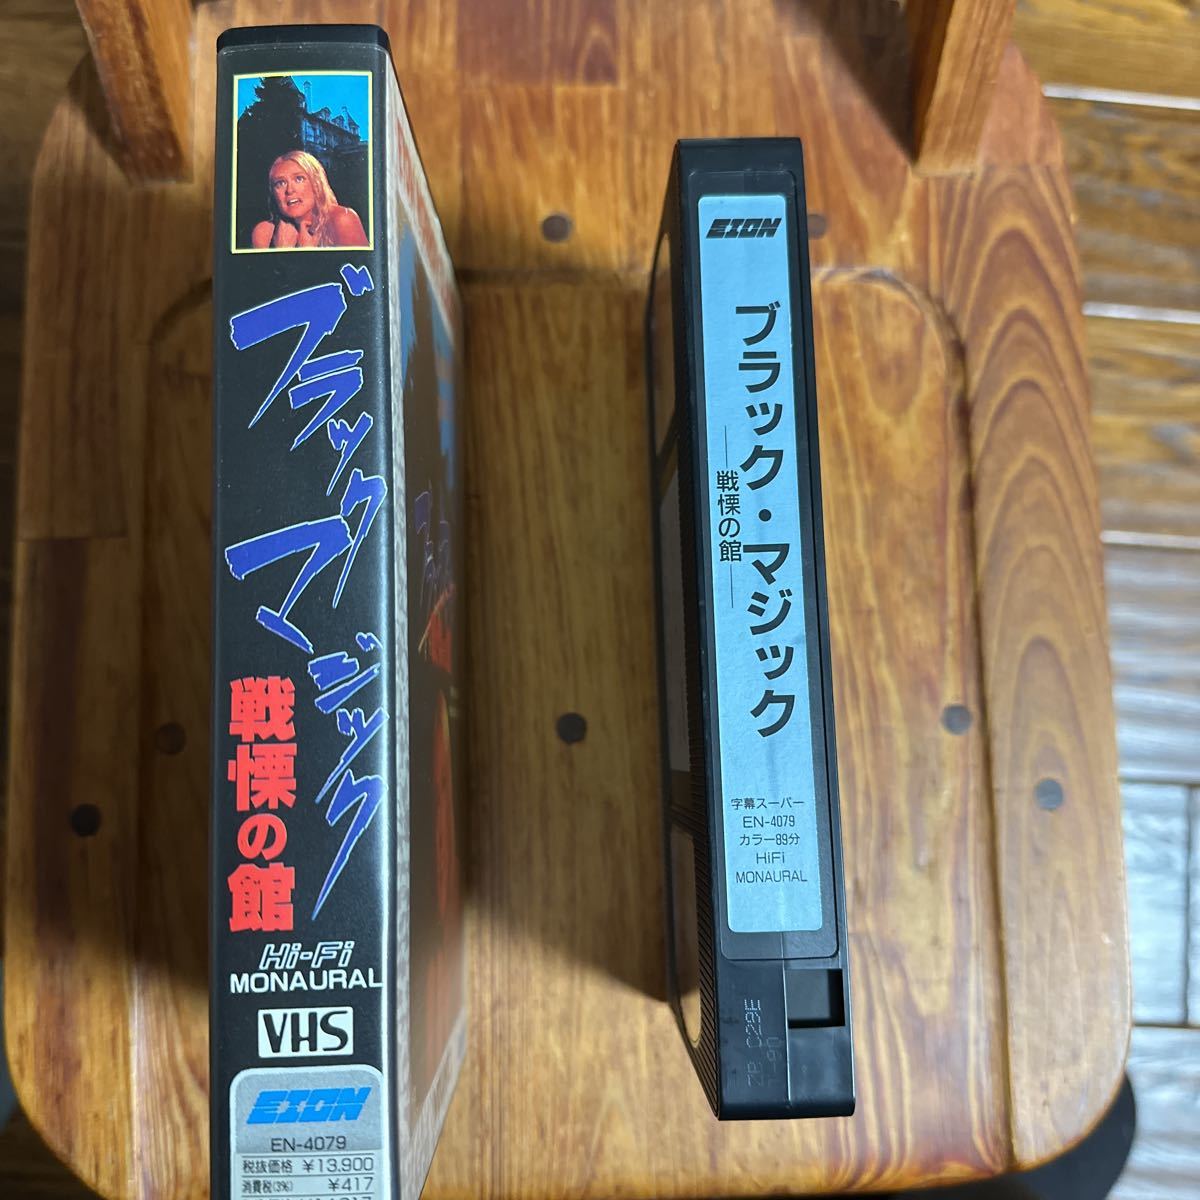 ブラックマジック
戦慄の館
Hi-Fi
MONAURAL
VHS
EION
EN-4079
税抜価格 ¥13,900
消費税(3%) ¥417
EION
ブラック・マジック
戦慄の館
字幕スーパー
EN-4079
カラー89分
HiFi
MONAURAL